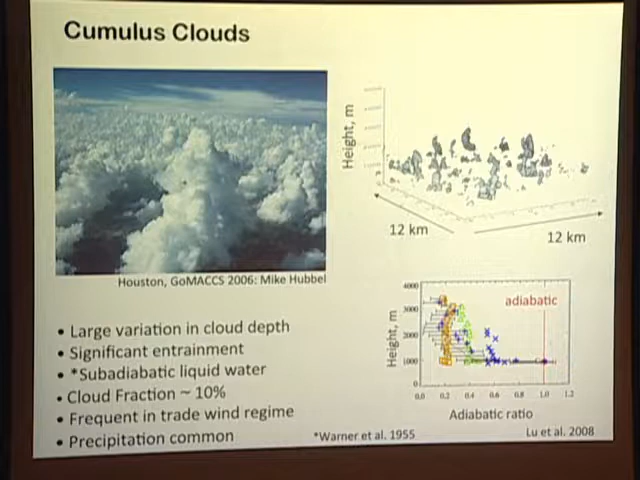 Cumulus Clouds
Height, m
12 km
12 km
Houston, GoMACCS 2006: Mike Hubbel
• Large variation in cloud depth
• Significant entrainment
• *Subadiabatic liquid water
• Cloud Fraction ~ 10%
• Frequent in trade wind regime
• Precipitation common
*Warner et al. 1955
adiabatic
Height, m
4000
3000
2000
1000
0
0.0 0.2 0.4 0.6 0.8 1.0 1.2
Adiabatic ratio
Lu et al. 2008